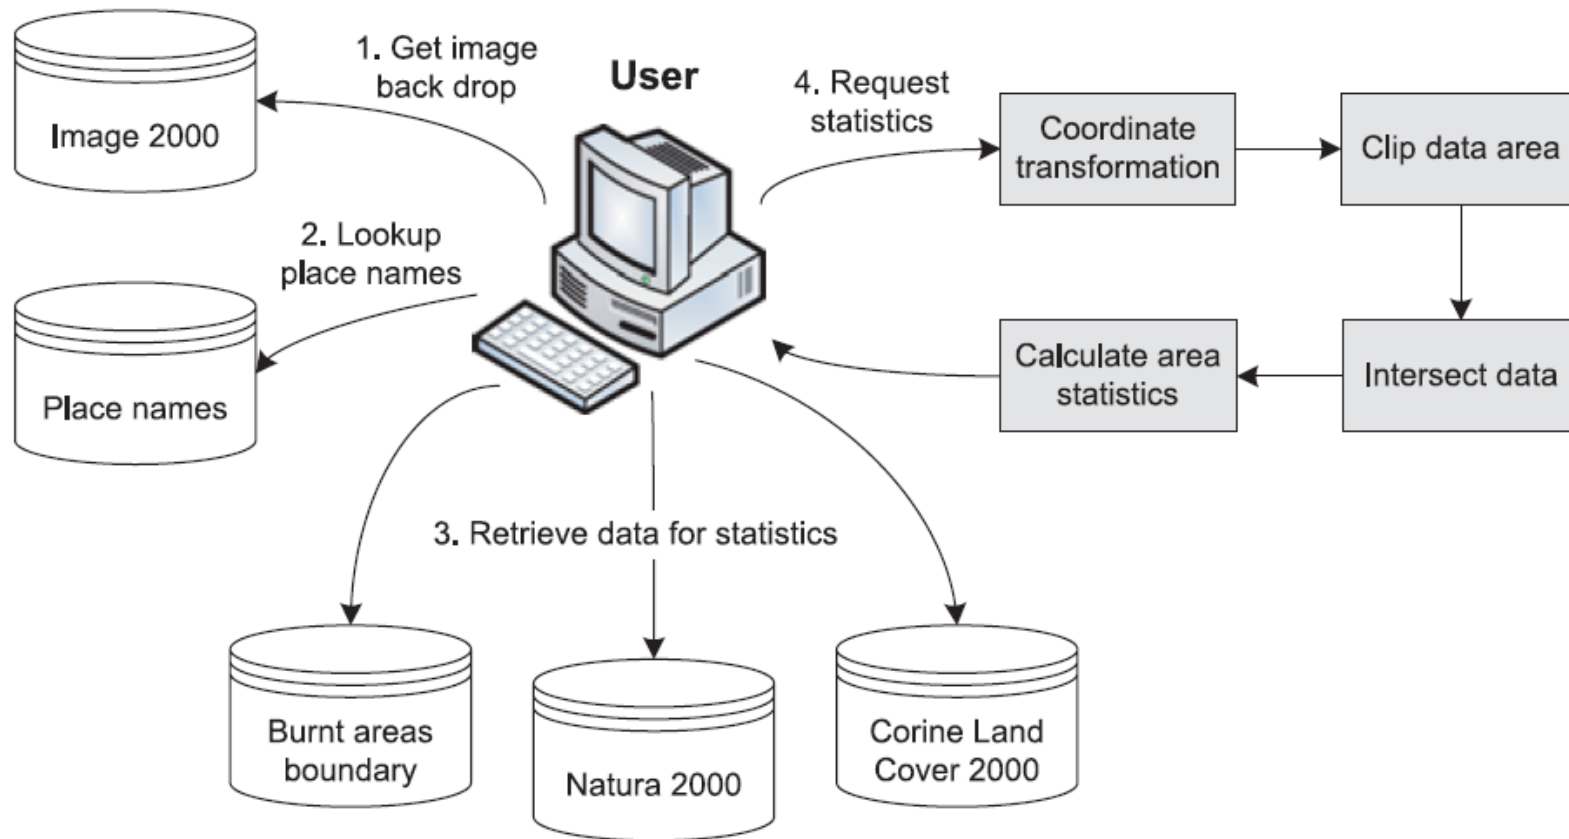 1. Get image
back drop
User
4. Request
statistics
Image 2000
Coordinate
transformation
Clip data area
2. Lookup
place names
Place names
Calculate area
statistics
Intersect data
3. Retrieve data for statistics
Burnt areas
boundary
Natura 2000
Corine Land
Cover 2000